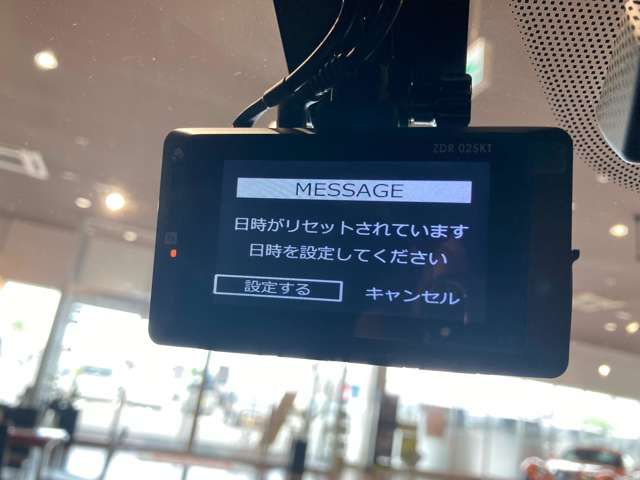 ZDR 025KT
MESSAGE
日時がリセットされています
日時を設定してください
設定する
キャンセル